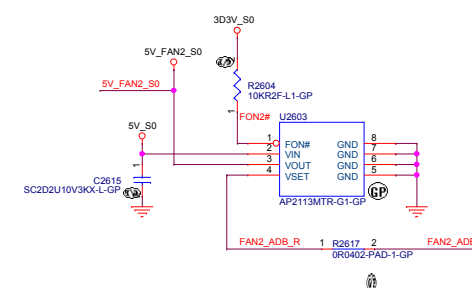 3D3V_S0
5V_FAN2_S0
5V_FAN2_S0
R2604
10KR2F-L1-GP
1
FON2#
U2603
5V_S0
1 FON# GND 8
2 VIN GND 7
3 VOUT GND 6
4 VSET GND 5
1
C2615
SC2D2U10V3KX-L-GP
GP
AP2113MTR-G1-GP
FAN2_ADB_R 1 R2617 2 FAN2_ADB
0R0402-PAD-1-GP